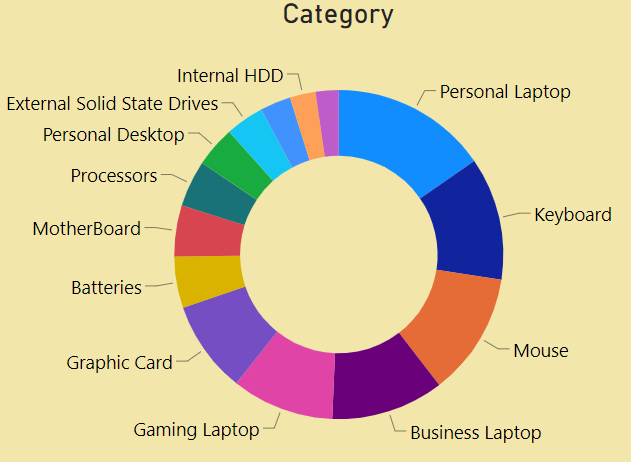 Category
Internal HDD
Personal Laptop
External Solid State Drives
Personal Desktop
Processors
Keyboard
MotherBoard
Batteries
Mouse
Graphic Card
Gaming Laptop
Business Laptop